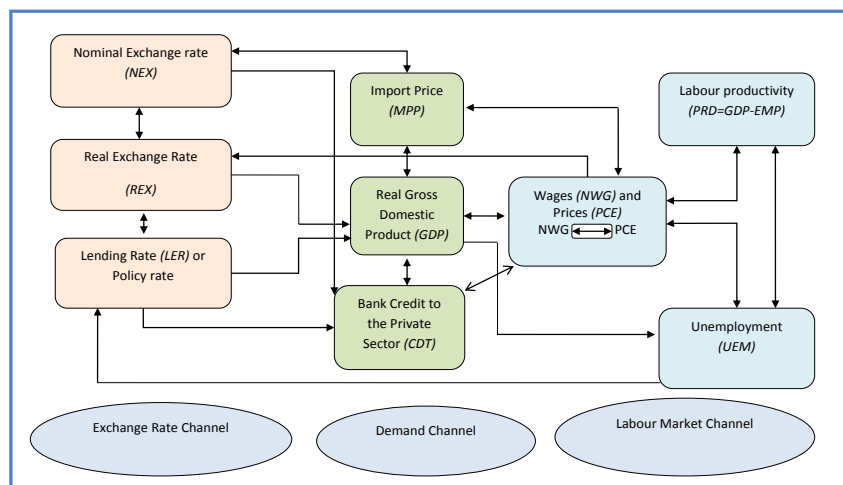 Nominal Exchange rate
(NEX)
Import Price
(MPP)
Labour productivity
(PRD=GDP-EMP)
Real Exchange Rate
(REX)
Real Gross
Domestic
Product (GDP)
Wages (NWG) and
Prices (PCE)
NWG PCE
Lending Rate (LER) or
Policy rate
Bank Credit to
the Private
Sector (CDT)
Unemployment
(UEM)
Exchange Rate Channel
Demand Channel
Labour Market Channel